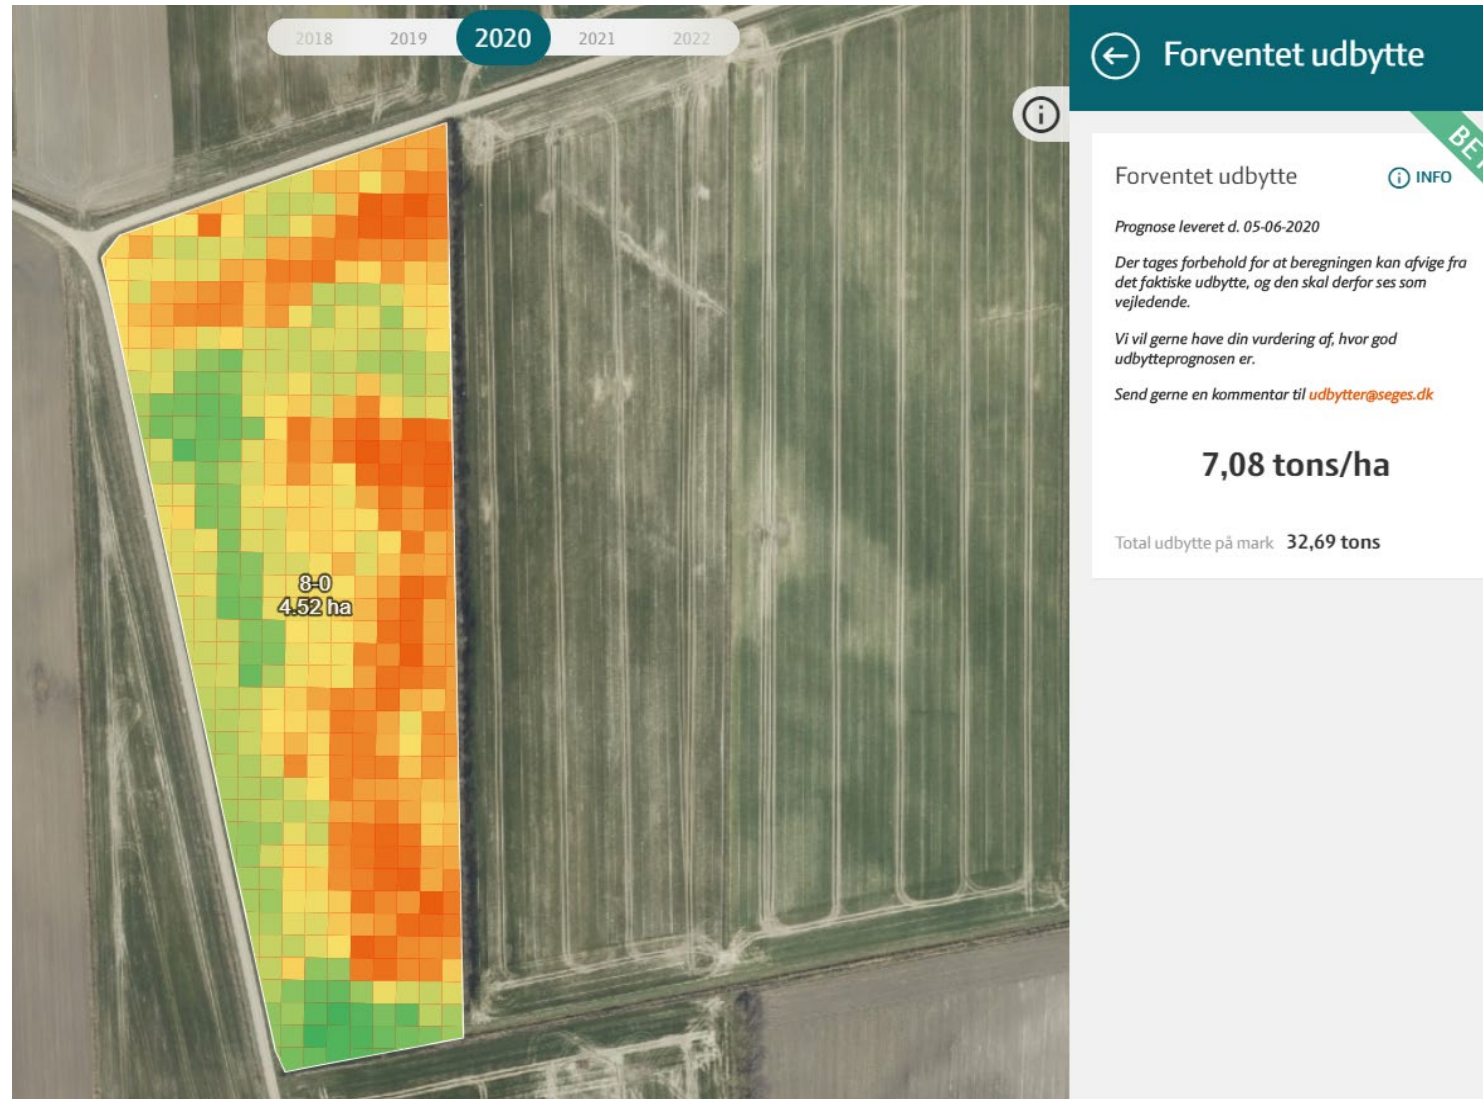 2018 2019 2020 2021 2022
Forventet udbytte
Forventet udbytte
INFO
Prognose leveret d. 05-06-2020
Der tages forbehold for at beregningen kan afvige fra
det faktiske udbytte, og den skal derfor ses som
vejledende.
Vi vil gerne have din vurdering af, hvor god
udbytteprognosen er.
Send gerne en kommentar til udbytter@seges.dk
7,08 tons/ha
Total udbytte på mark 32,69 tons
8-0
4.52 ha